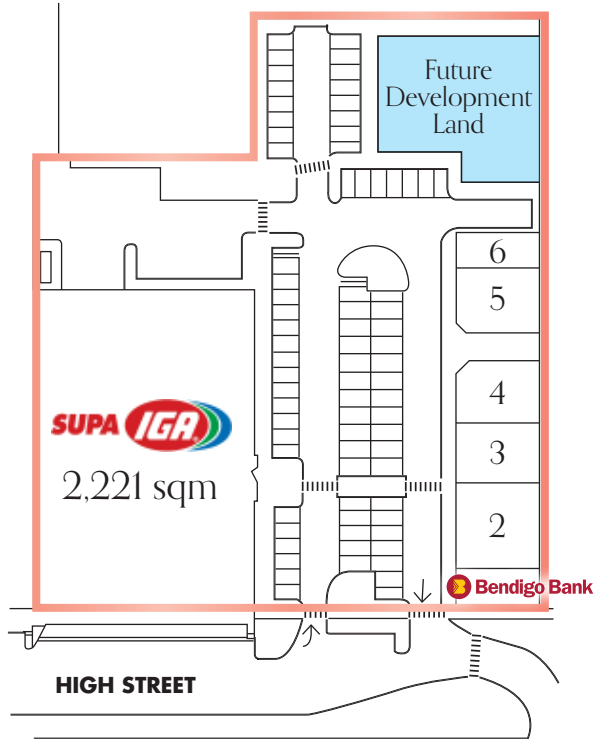 Future
Development
Land
6
5
4
3
2
SUPA IGA
2,221 sqm
Bendigo Bank
HIGH STREET